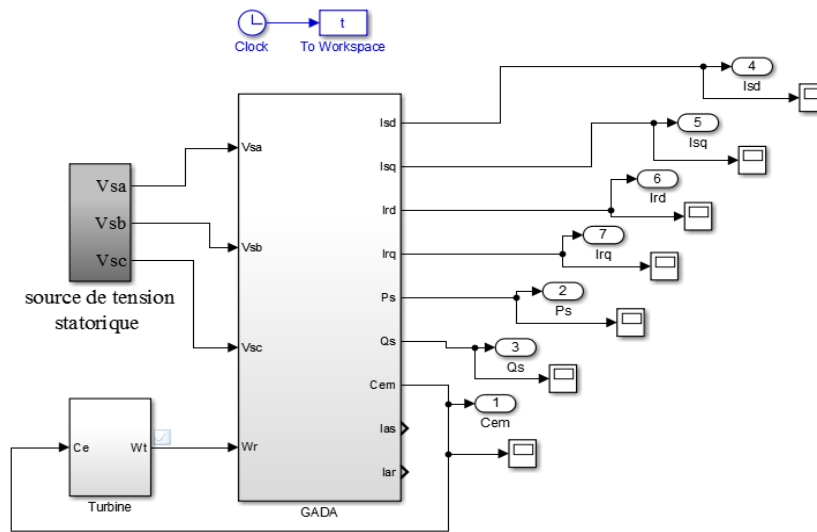 t
Clock
To Workspace
4
Isd
5
Isq
6
Ird
7
Irq
2
Ps
3
Qs
1
Cem
Vsa
Vsb
Vsc
source de tension
statorique
Vsa
Vsb
Vsc
Wr
Isd
Isq
Ird
Irq
Ps
Qs
Cem
Ias
Iar
GADA
Ce
Wt
Turbine